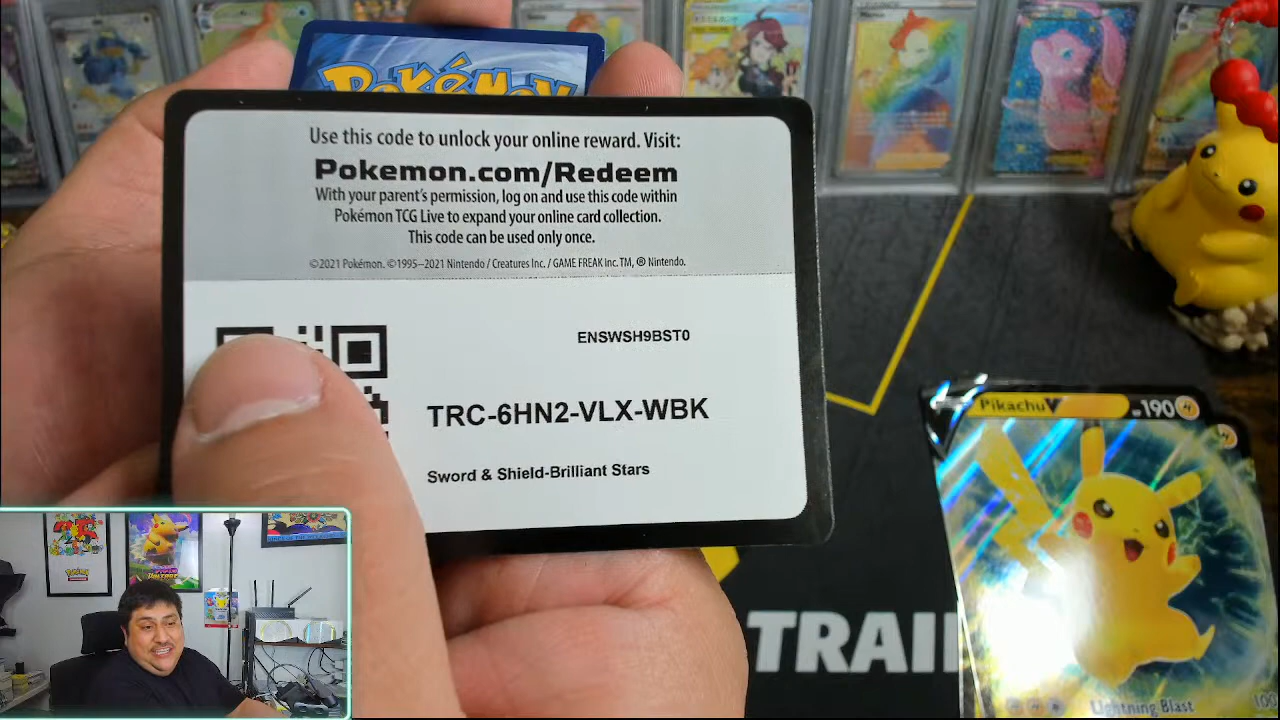 Pokémon
Use this code to unlock your online reward. Visit:
Pokemon.com/Redeem
With your parent's permission, log on and use this code within
Pokémon TCG Live to expand your online card collection.
This code can be used only once.
©2021 Pokémon. ©1995–2021 Nintendo / Creatures Inc. / GAME FREAK Inc. TM, ® Nintendo.
ENSWSH9BST0
TRC-6HN2-VLX-WBK
Sword & Shield-Brilliant Stars
Pikachu V HP 190
TRAI
Lightning Blast 100